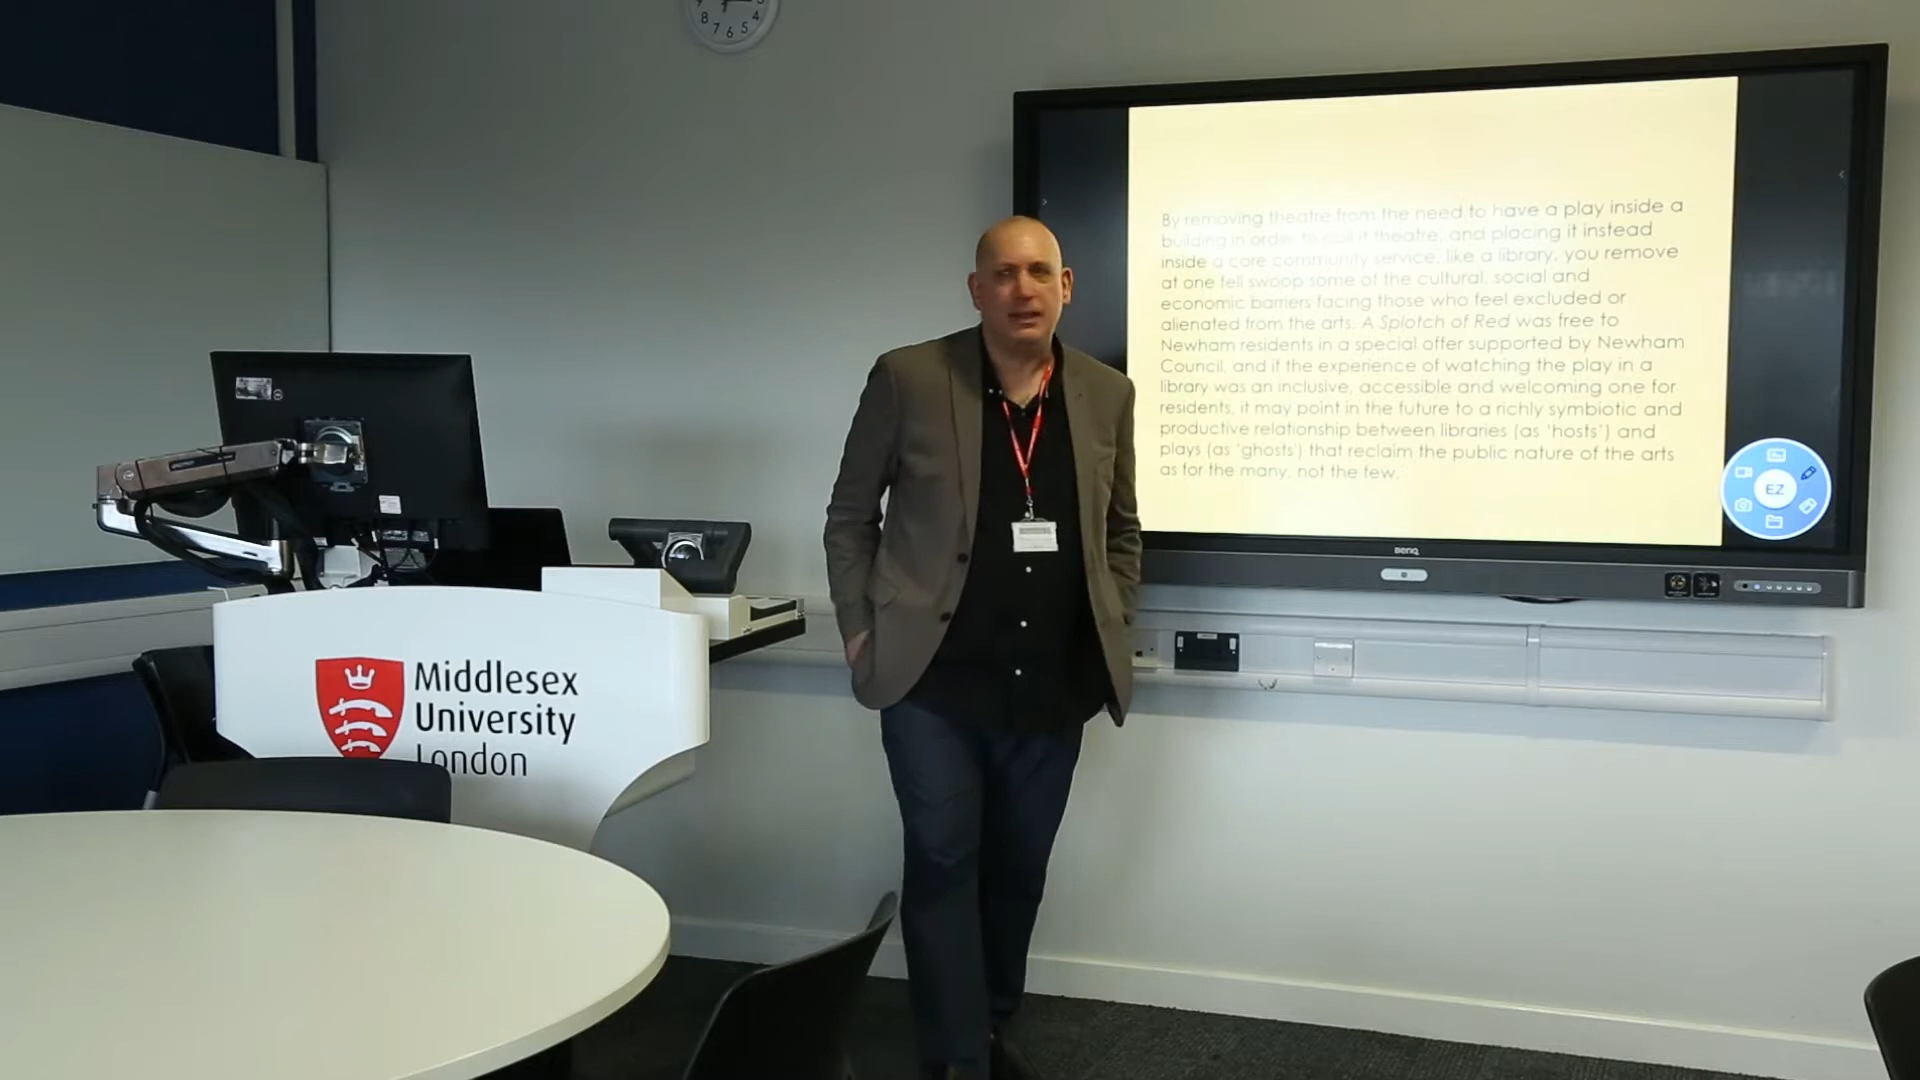 8 7 6 5 4
By removing theatre from the need to have a play inside a
building in order to call it theatre, and placing it instead
inside a core community service, like a library, you remove
at one fell swoop some of the cultural, social and
economic barriers facing those who feel excluded or
alienated from the arts. A Splotch of Red was free to
Newham residents in a special offer supported by Newham
Council, and if the experience of watching the play in a
library was an inclusive, accessible and welcoming one for
residents, it may point in the future to a richly symbiotic and
productive relationship between libraries (as 'hosts') and
plays (as 'ghosts') that reclaim the public nature of the arts
as for the many, not the few.
EZ
BenQ
Middlesex
University
London